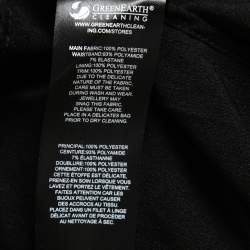 GREENEARTH®
CLEANING
WWW.
GREENEARTHCLEAN-
ING.COM/STORES
MAIN FABRIC:100% POLYESTER
WAISTBAND:93% POLYAMIDE
7% ELASTANE
LINING:100% POLYESTER
TRIM:100% POLYESTER
DUE TO THE DELICATE
NATURE OF THE FABRIC,
CARE MUST BE TAKEN
DURING WEAR AND WEAR.
JEWELLERY MAY
SNAG THIS FABRIC
PLEASE TAKE CARE.
PLACE IN A DELICATES BAG
PRIOR TO DRY CLEANING
PRINCIPAL:100% POLYESTER
CEINTURE:93% POLYAMIDE
7% ELASTHANNE
DOUBLURE:100% POLYESTER
ORNEMENT:100% POLYESTER
CETTE ÉTOFFE EST DÉLICATE.
PRENEZ-EN SOIN LORSQUE VOUS
LAVEZ ET PORTEZ LE VÊTEMENT.
FAITES ATTENTION CAR LES
BIJOUX PEUVENT CAUSER
DES ACCROCS AU TISSU.
PLACEZ DANS UN FILET À LINGE
DÉLICAT AVANT DE PROCÉDER
AU NETTOYAGE À SEC.